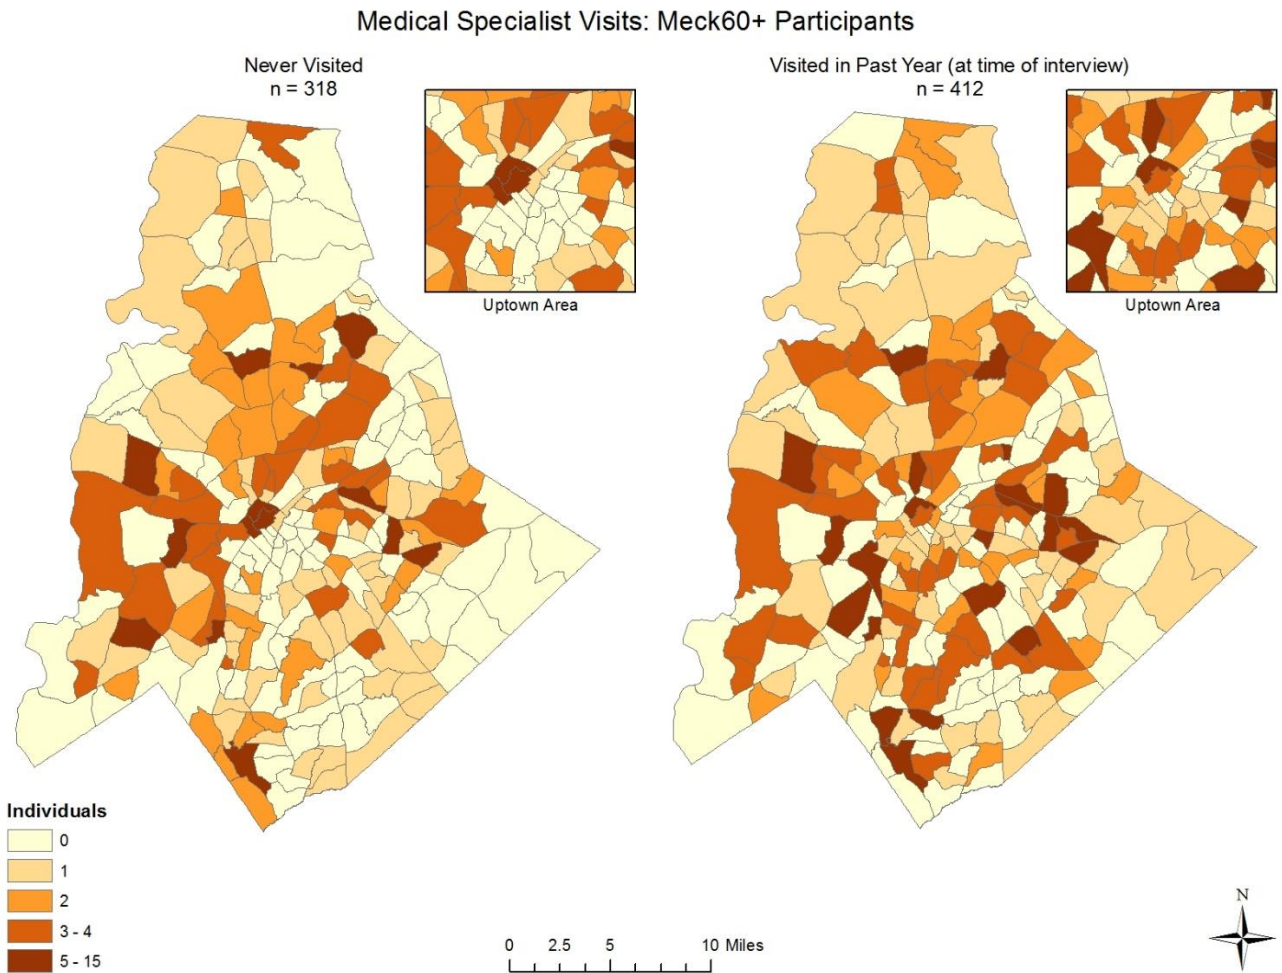 Medical Specialist Visits: Meck60+ Participants
Never Visited
n = 318
Uptown Area
Visited in Past Year (at time of interview)
n = 412
Uptown Area
Individuals
0
1
2
3 - 4
5 - 15
0 2.5 5 10 Miles
N